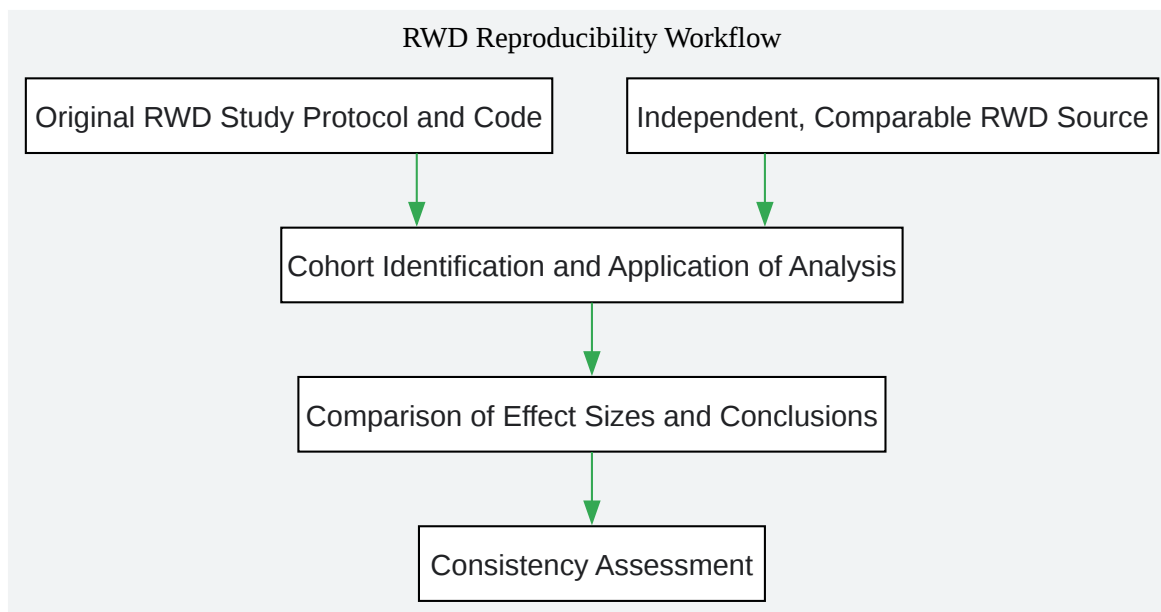 RWD Reproducibility Workflow
Original RWD Study Protocol and Code
Independent, Comparable RWD Source
Cohort Identification and Application of Analysis
Comparison of Effect Sizes and Conclusions
Consistency Assessment